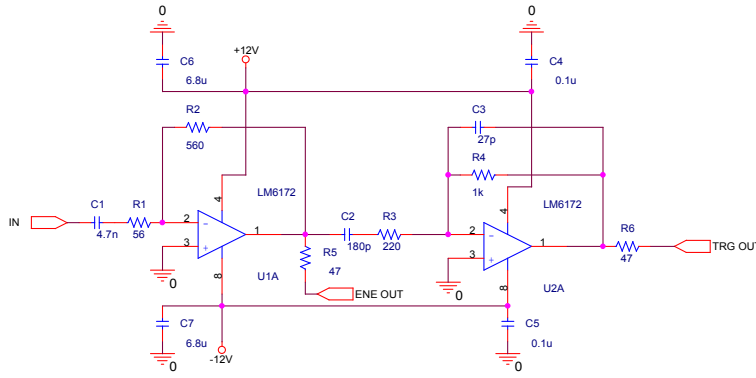 0
0
+12V
C6
6.8u
C4
0.1u
R2
560
C3
27p
R4
1k
LM6172
LM6172
4
4
IN
C1
4.7n
R1
56
2
3
1
C2
180p
R3
220
2
3
1
R6
47
TRG OUT
R5
47
0
8
U1A
0
8
U2A
ENE OUT
C7
6.8u
0
-12V
C5
0.1u
0